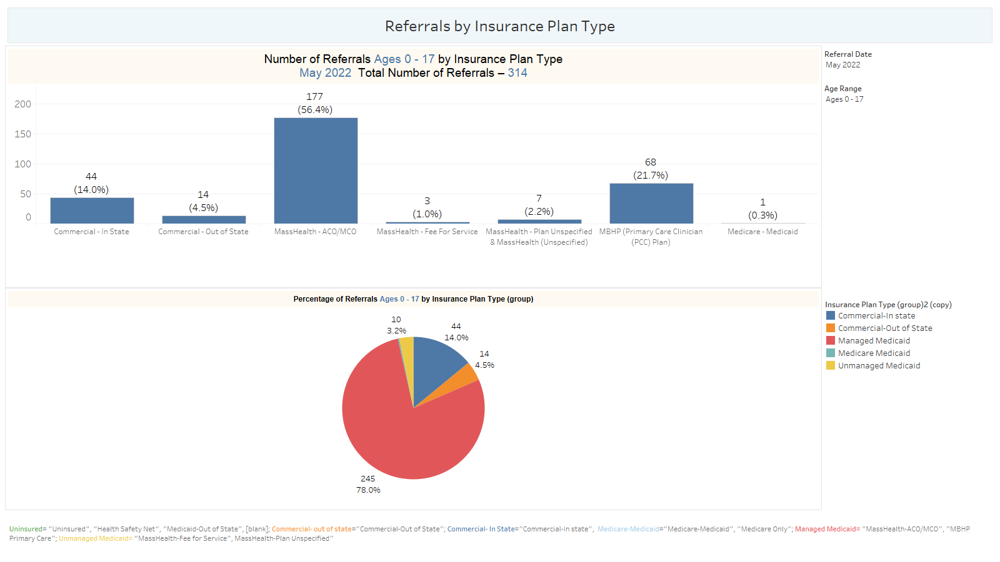 Referrals by Insurance Plan Type
Number of Referrals Ages 0 - 17 by Insurance Plan Type
May 2022 Total Number of Referrals – 314
Referral Date
May 2022
Age Range
Ages 0 - 17
200
150
100
50
0
44
(14.0%)
14
(4.5%)
177
(56.4%)
3
(1.0%)
7
(2.2%)
68
(21.7%)
1
(0.3%)
Commercial - In State
Commercial - Out of State
MassHealth - ACO/MCO
MassHealth - Fee For Service
MassHealth - Plan Unspecified
& MassHealth (Unspecified)
MBHP (Primary Care Clinician
(PCC) Plan)
Medicare - Medicaid
Percentage of Referrals Ages 0 - 17 by Insurance Plan Type (group)
10
3.2%
44
14.0%
14
4.5%
245
78.0%
Insurance Plan Type (group)2 (copy)
Commercial-In state
Commercial-Out of State
Managed Medicaid
Medicare Medicaid
Unmanaged Medicaid
Uninsured= "Uninsured", "Health Safety Net", "Medicaid-Out of State", [blank]; Commercial- out of state="Commercial-Out of State"; Commercial- In State="Commercial-In state", Medicare-Medicaid="Medicare-Medicaid", "Medicare Only"; Managed Medicaid= "MassHealth-ACO/MCO", "MBHP
Primary Care"; Unmanaged Medicaid= "MassHealth-Fee for Service", MassHealth-Plan Unspecified"